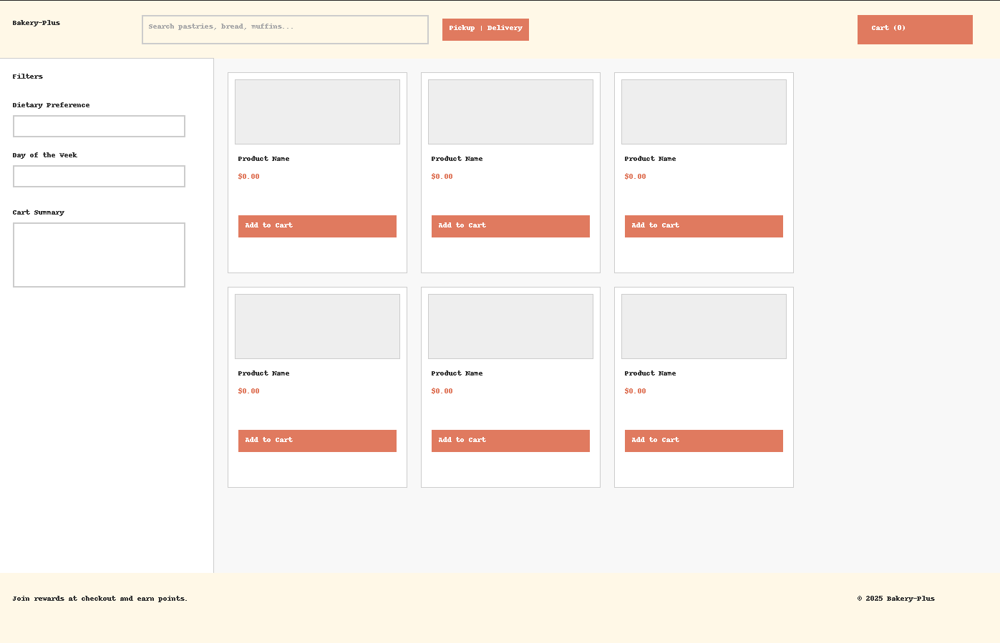 Bakery-Plus
Search pastries, bread, muffins...
Pickup | Delivery
Cart (0)
Filters
Dietary Preference
Day of the Week
Cart Summary
Product Name
$0.00
Add to Cart
Product Name
$0.00
Add to Cart
Product Name
$0.00
Add to Cart
Product Name
$0.00
Add to Cart
Product Name
$0.00
Add to Cart
Product Name
$0.00
Add to Cart
Join rewards at checkout and earn points.
© 2025 Bakery-Plus